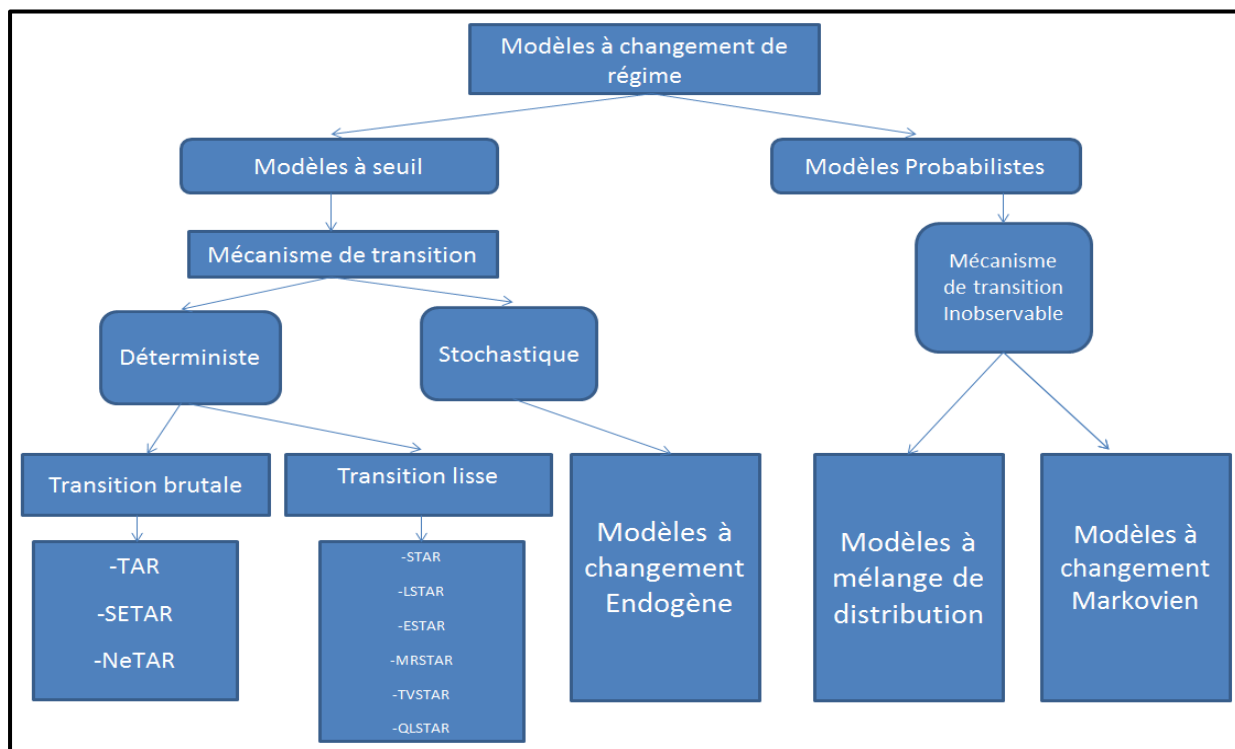 Modèles à changement de
régime
Modèles à seuil
Modèles Probabilistes
Mécanisme de transition
Mécanisme
de transition
Inobservable
Déterministe
Stochastique
Transition brutale
Transition lisse
-TAR
-SETAR
-NeTAR
-STAR
-LSTAR
-ESTAR
-MRSTAR
-TVSTAR
-QLSTAR
Modèles à
changement
Endogène
Modèles à
mélange de
distribution
Modèles à
changement
Markovien